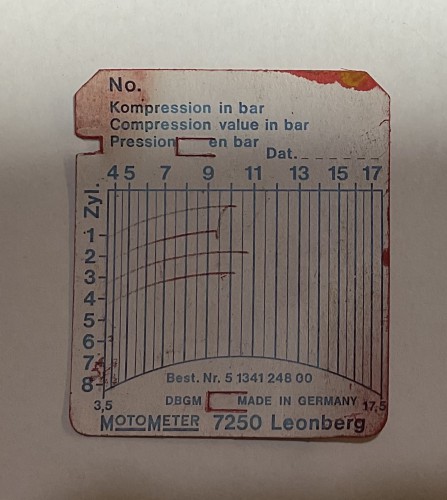 No.
Kompression in bar
Compression value in bar
Pression en bar
Dat.
4 5 7 9 11 13 15 17
Zyl.
1
2
3
4
5
6
7
8
Best. Nr. 5 1341 248 00
3,5 DBGM MADE IN GERMANY 17,5
MOTOMETER 7250 Leonberg